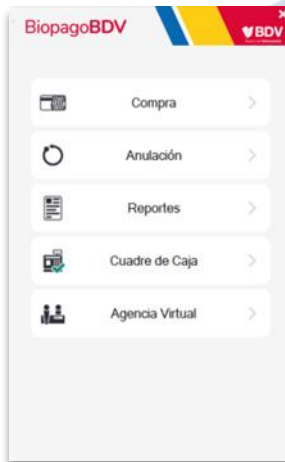 BiopagoBDV
BDV
Compra
Anulación
Reportes
Cuadre de Caja
Agencia Virtual